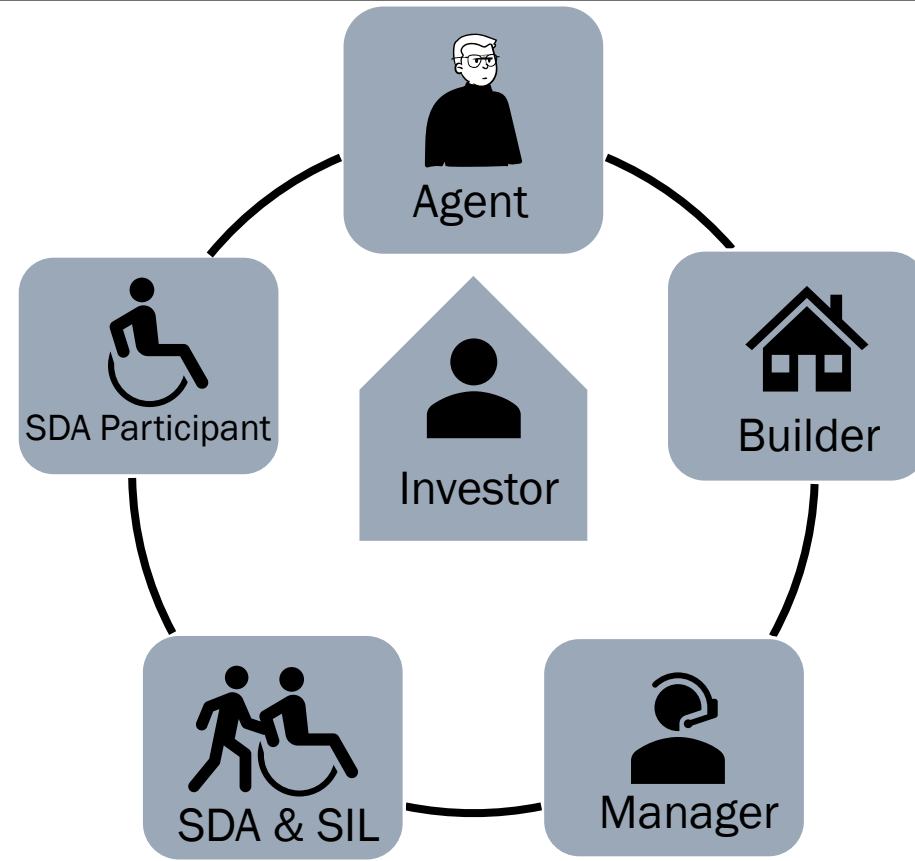 Agent
SDA Participant
Builder
Investor
SDA & SIL
Manager